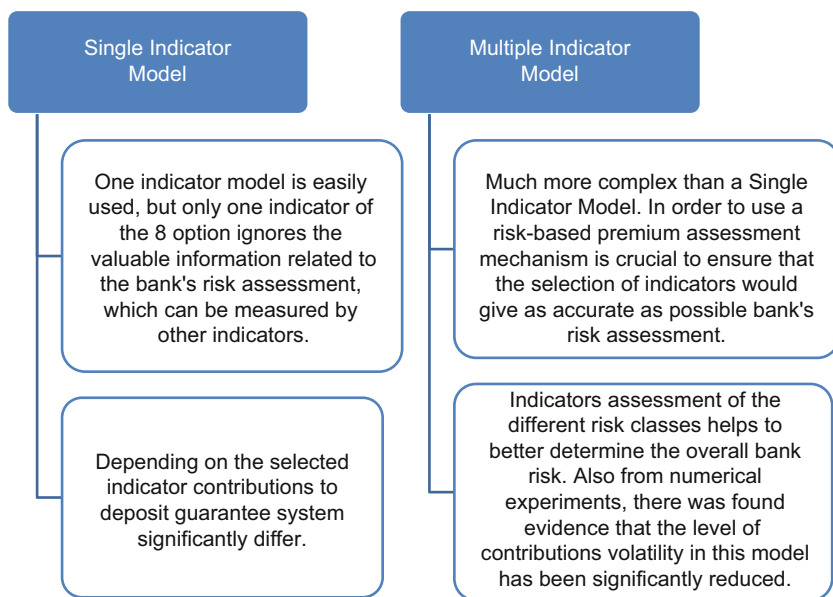 Single Indicator
Model
One indicator model is easily
used, but only one indicator of
the 8 option ignores the
valuable information related to
the bank's risk assessment,
which can be measured by
other indicators.
Depending on the selected
indicator contributions to
deposit guarantee system
significantly differ.
Multiple Indicator
Model
Much more complex than a Single
Indicator Model. In order to use a
risk-based premium assessment
mechanism is crucial to ensure that
the selection of indicators would
give as accurate as possible bank's
risk assessment.
Indicators assessment of the
different risk classes helps to
better determine the overall bank
risk. Also from numerical
experiments, there was found
evidence that the level of
contributions volatility in this model
has been significantly reduced.